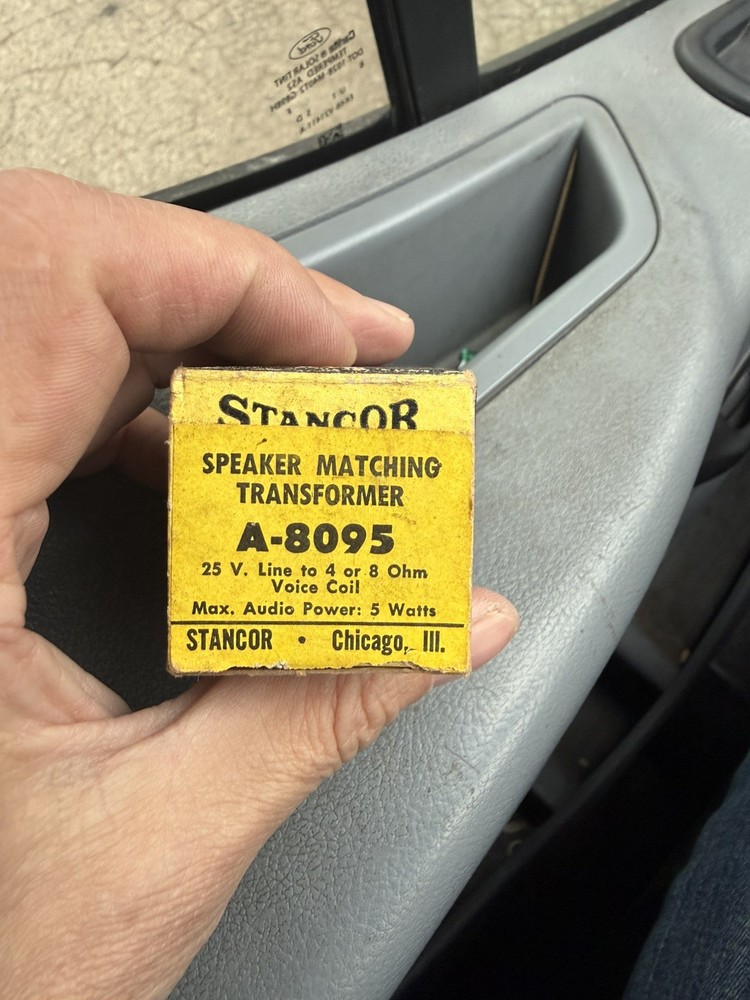 Ford
STANCOR
SPEAKER MATCHING
TRANSFORMER
A-8095
25 V. Line to 4 or 8 Ohm
Voice Coil
Max. Audio Power: 5 Watts
STANCOR • Chicago, Ill.